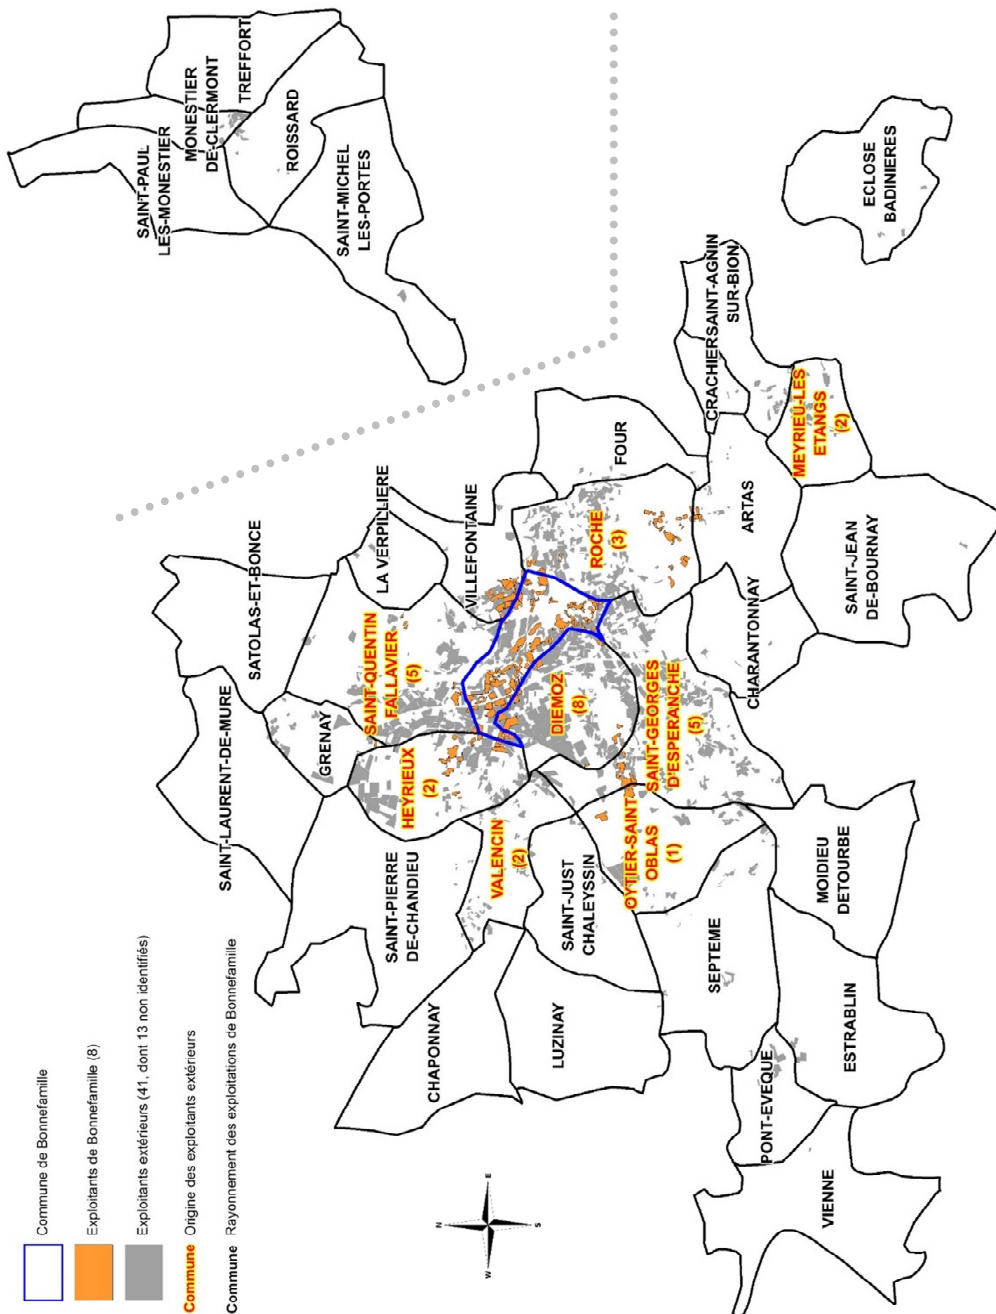 Commune de Bonnefamille
Exploitants de Bonnefamille (8)
Exploitants extérieurs (41, dont 13 non identifiés)
Commune Origine des exploitants extérieurs
Commune Rayonnement des exploitations de Bonnefamille
N
E
S
W
SAINT-PAUL
LES-MONESTIER
MONESTIER
DE-CLERMONT
TREFFORT
ROISSARD
SAINT-MICHEL
LES-PORTES
SAINT-LAURENT-DE-MURE
SATOLAS-ET-BONCE
GRENAY
SAINT-QUENTIN
FALLAVIER
(5)
LA VERPILLIERE
VILLEFONTAINE
FOUR
ROCHE
(3)
HEYRIEUX
(2)
SAINT-PIERRE
DE-CHANDIEU
VALENCIN
(2)
DIEMOZ
(8)
CHAPONNAY
LUZINAY
SAINT-JUST
CHALEYSSIN
OYTIER-SAINT
OBLAS
(1)
SAINT-GEORGES
D'ESPERANCHE
(5)
CHARANTONNAY
ARTAS
CRACHIER
SAINT-AGNIN
SUR-BION
MEYRIEU-LES
ETANGS
(2)
ECLOSE
BADINIERES
SAINT-JEAN
DE-BOURNAY
SEPTEME
MOIDIEU
DETOURBE
ESTRABLIN
PONT-EVEQUE
VIENNE